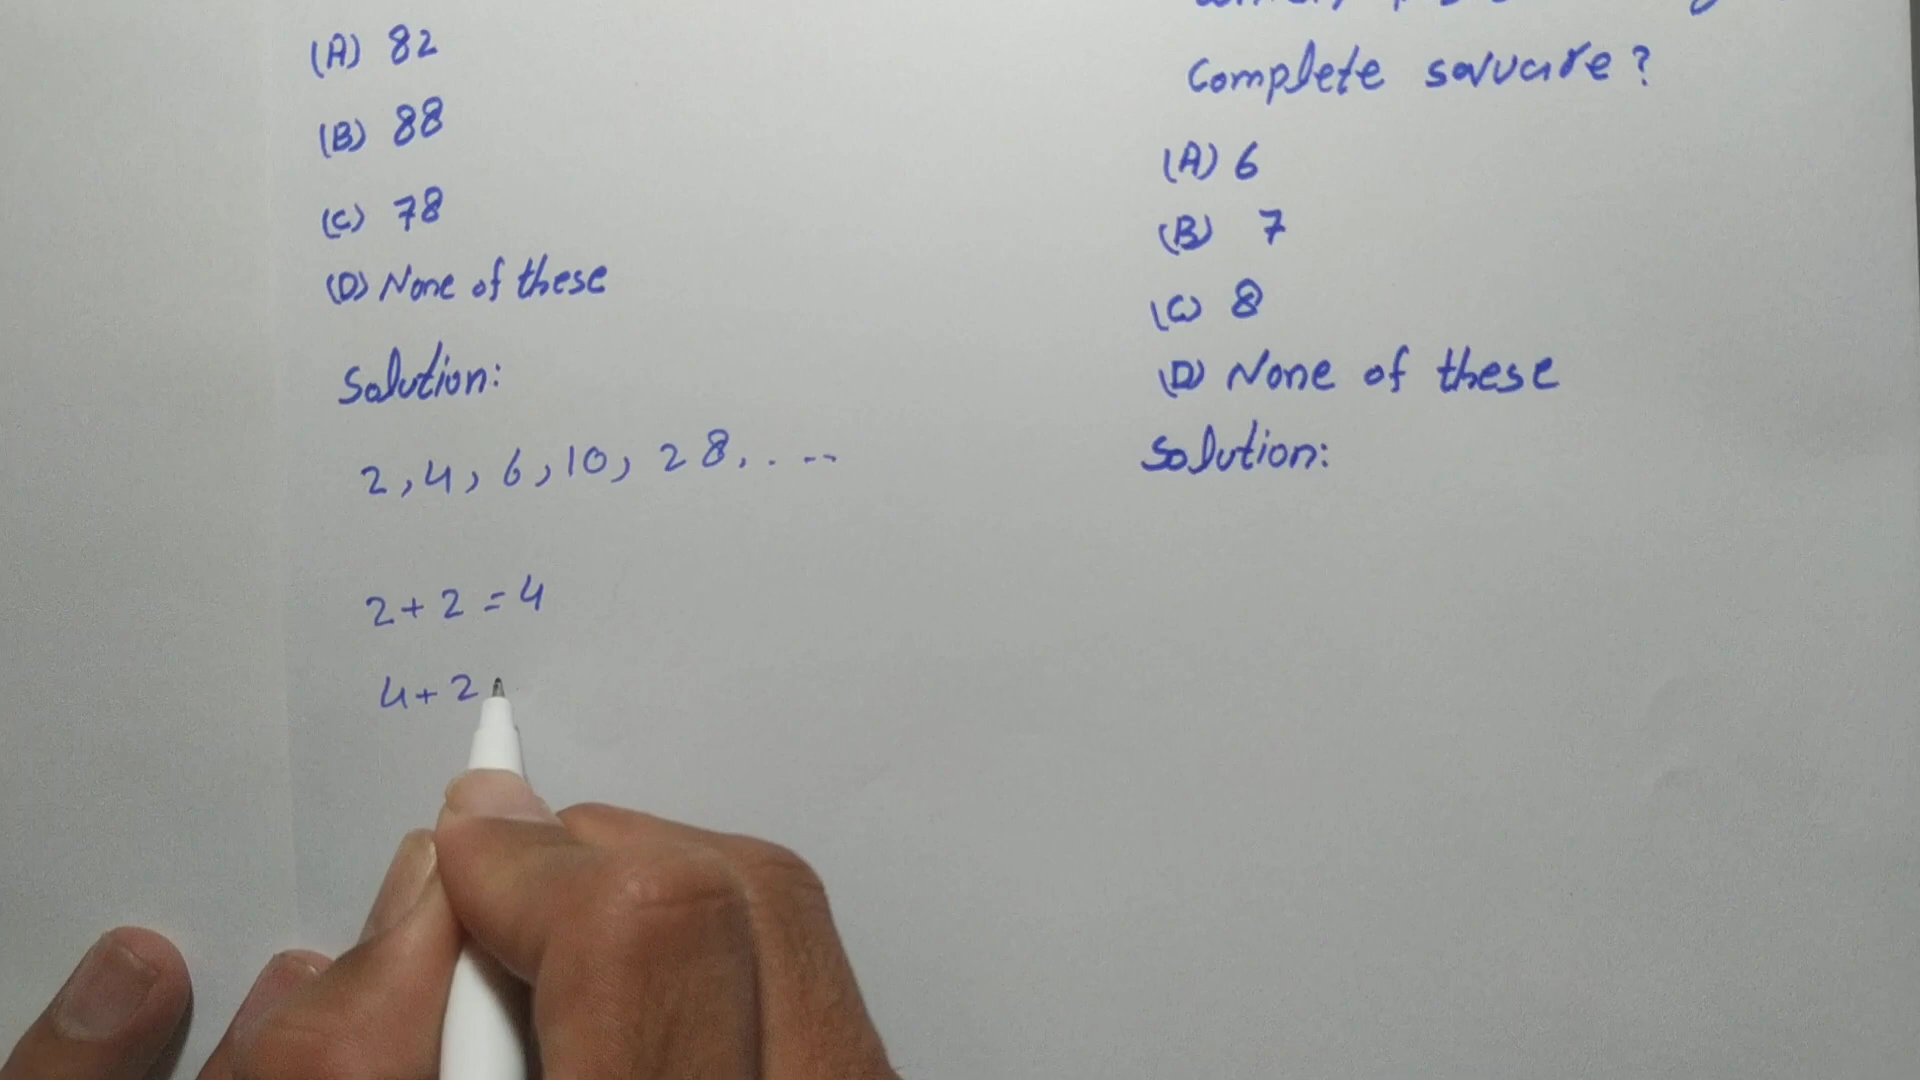 (A) 82
(B) 88
(C) 78
(D) None of these
Solution:
2, 4, 6, 10, 28, . --
2 + 2 = 4
4 + 2
Complete square?
(A) 6
(B) 7
(C) 8
(D) None of these
Solution: